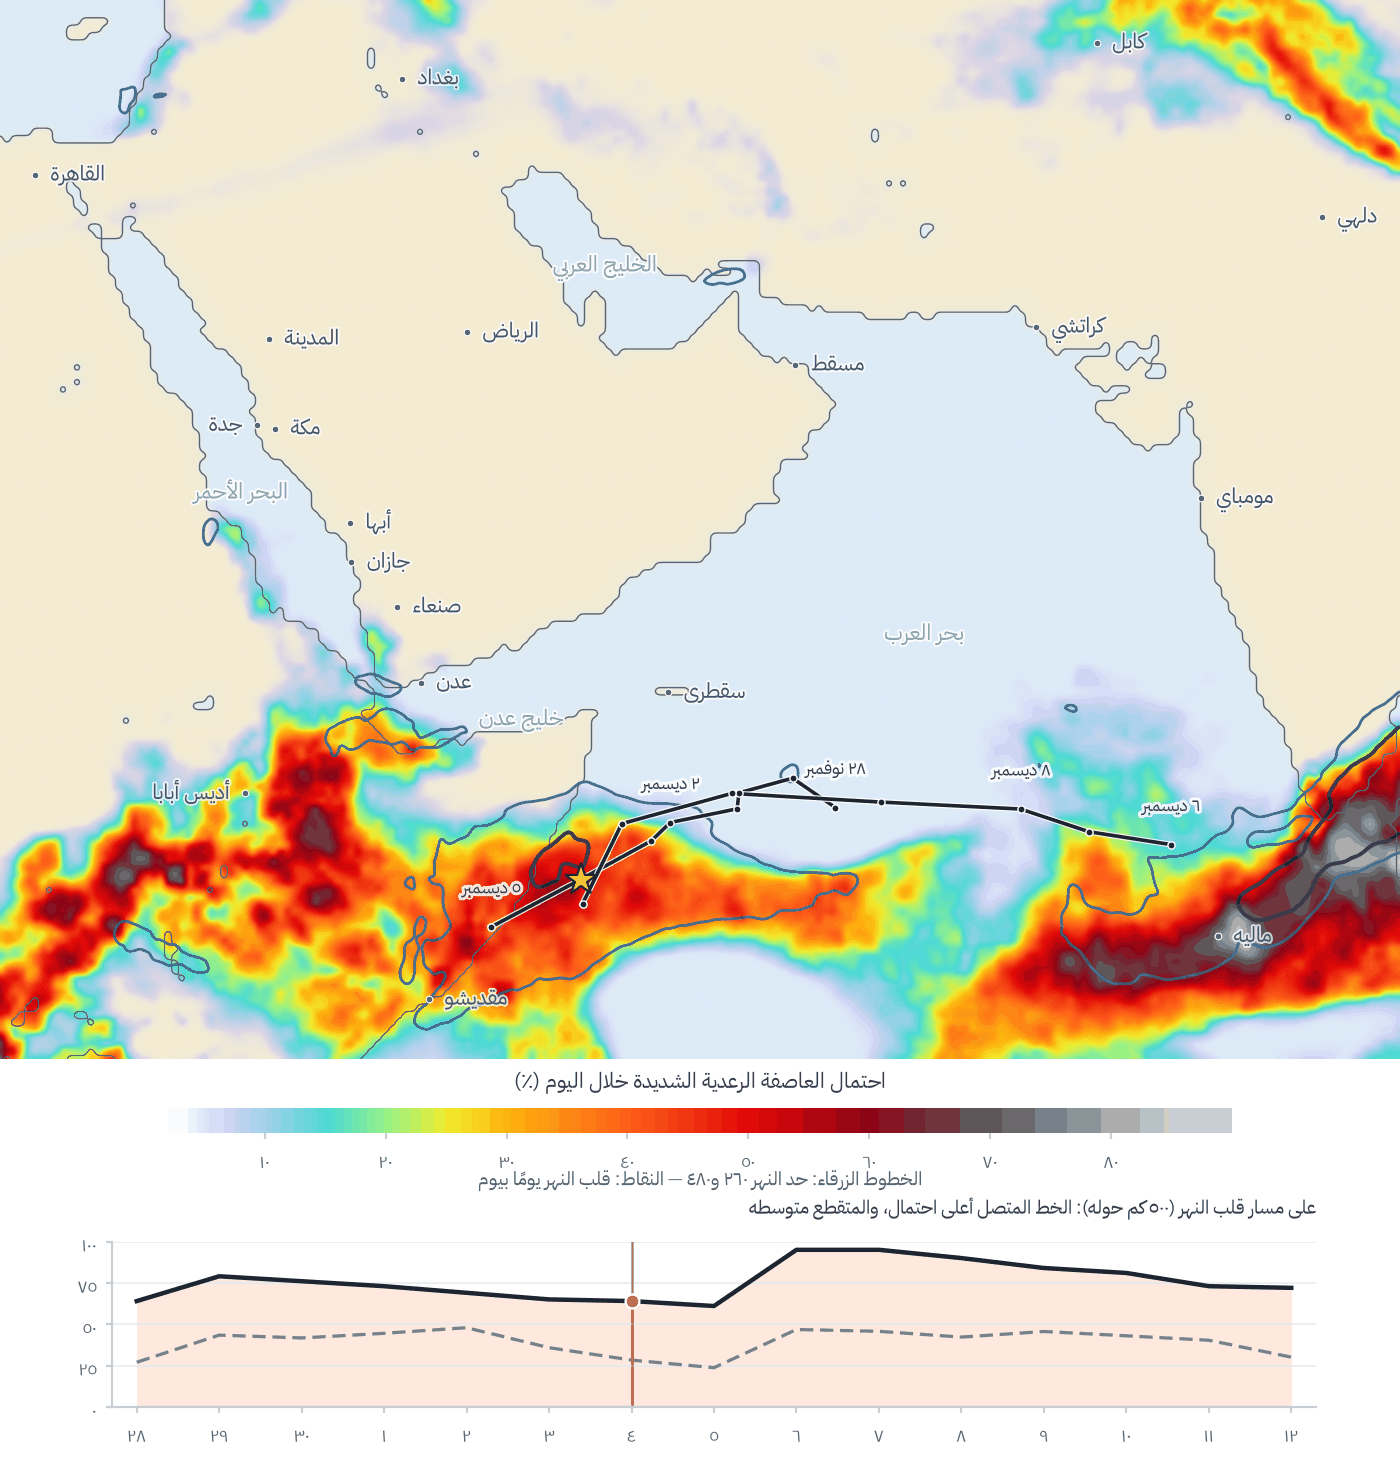 كابل
بغداد
القاهرة
دلهي
الخليج العربي
كراتشي
الرياض
المدينة
مسقط
جدة
مكة
البحر الأحمر
مومباي
أبها
جازان
صنعاء
بحر العرب
عدن
سقطرى
خليج عدن
٢٨ نوفمبر
٨ ديسمبر
٢ ديسمبر
أديس أبابا
٦ ديسمبر
٥ ديسمبر
ماليه
مقديشو
احتمال العاصفة الرعدية الشديدة خلال اليوم (٪)
١٠ ٢٠ ٣٠ ٤٠ ٥٠ ٦٠ ٧٠ ٨٠
الخطوط الزرقاء: حد النهر ٢٦٠ و٤٨٠ — النقاط: قلب النهر يومًا بيوم
على مسار قلب النهر (٥٠٠ كم حوله): الخط المتصل أعلى احتمال، والمتقطع متوسطه
١٠٠
٧٥
٥٠
٢٥
٠
٢٨ ٢٩ ٣٠ ١ ٢ ٣ ٤ ٥ ٦ ٧ ٨ ٩ ١٠ ١١ ١٢